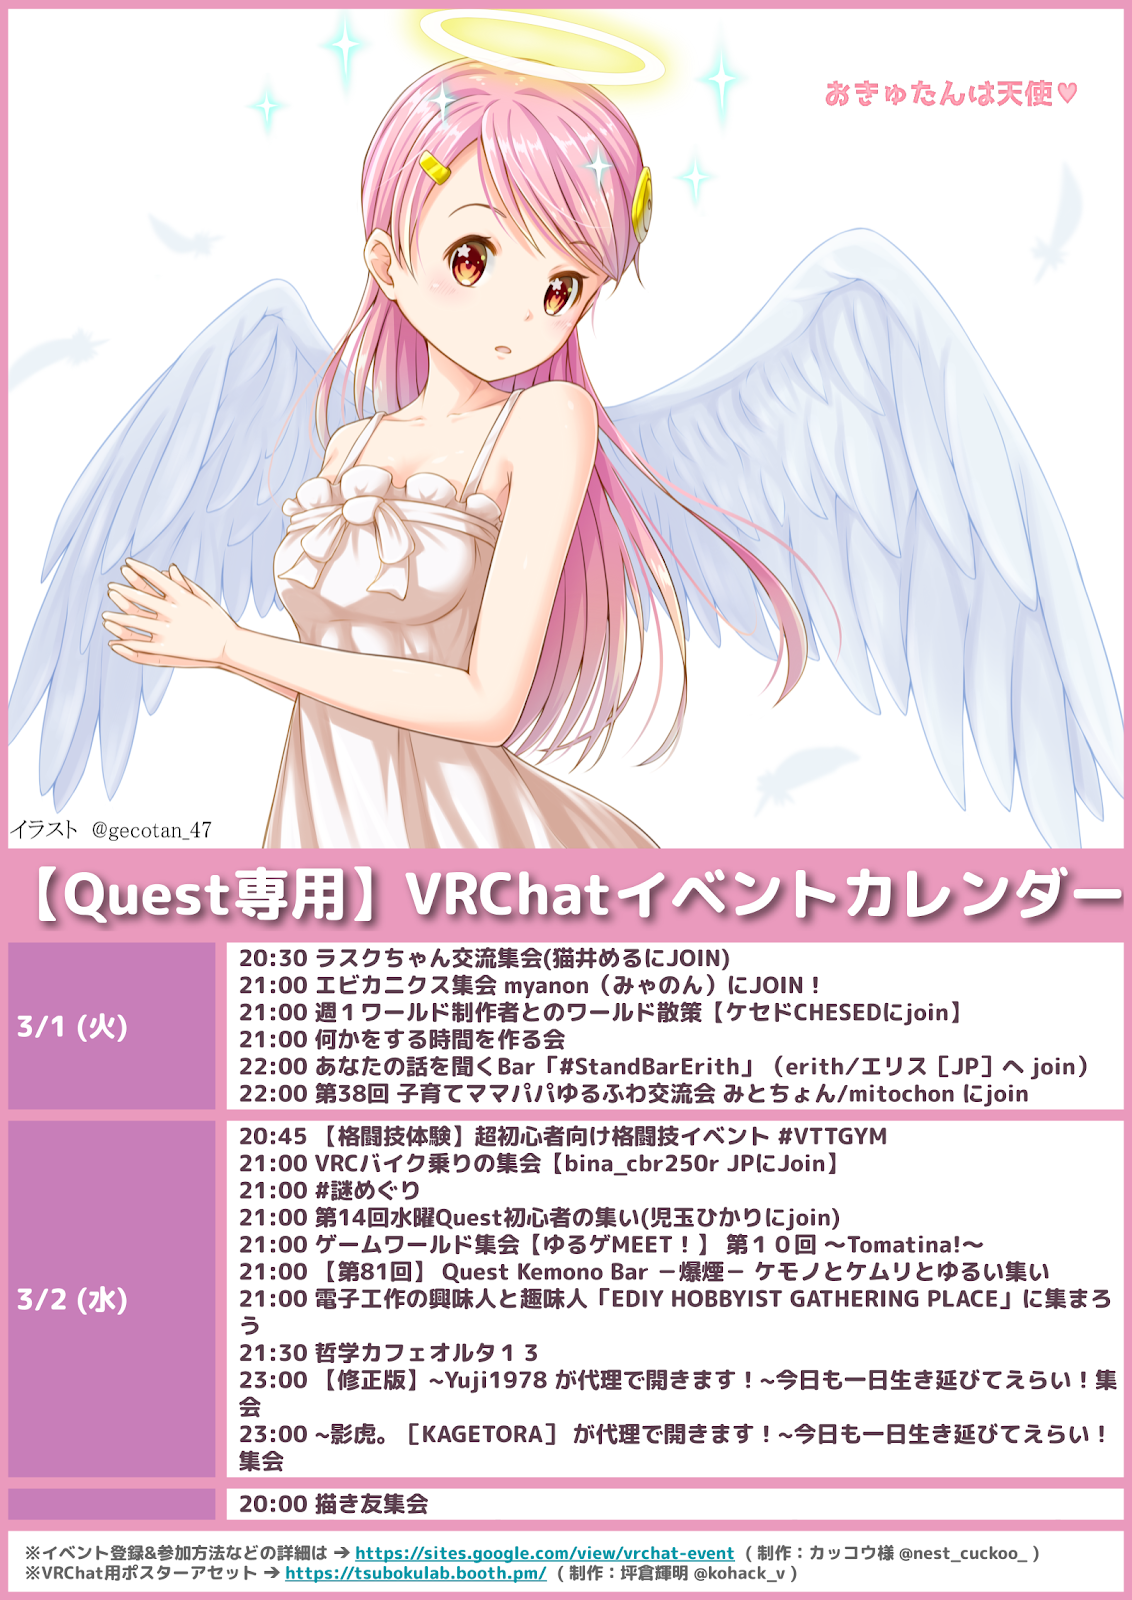 おきゅたんは天使♥
イラスト @gecotan_47
【Quest専用】VRChatイベントカレンダー
3/1 (火)
20:30 ラスクちゃん交流集会(猫井めるにJOIN)
21:00 エビカニクス集会 myanon（みゃのん）にJOIN！
21:00 週１ワールド制作者とのワールド散策【ケセドCHESEDにjoin】
21:00 何かをする時間を作る会
22:00 あなたの話を聞くBar「#StandBarErith」（erith/エリス［JP］へ join）
22:00 第38回 子育てママパパゆるふわ交流会 みとちょん/mitochon にjoin
3/2 (水)
20:45 【格闘技体験】超初心者向け格闘技イベント #VTTGYM
21:00 VRCバイク乗りの集会【bina_cbr250r JPにJoin】
21:00 #謎めぐり
21:00 第14回水曜Quest初心者の集い(児玉ひかりにjoin)
21:00 ゲームワールド集会【ゆるゲMEET！】 第１０回 〜Tomatina!〜
21:00 【第81回】 Quest Kemono Bar －爆煙－ ケモノとケムリとゆるい集い
21:00 電子工作の興味人と趣味人「EDIY HOBBYIST GATHERING PLACE」に集まろ
う
21:30 哲学カフェオルタ１３
23:00 【修正版】~Yuji1978 が代理で開きます！~今日も一日生き延びてえらい！集
会
23:00 ~影虎。［KAGETORA］ が代理で開きます！~今日も一日生き延びてえらい！
集会
20:00 描き友集会
※イベント登録&参加方法などの詳細は → https://sites.google.com/view/vrchat-event ( 制作：カッコウ様 @nest_cuckoo_ )
※VRChat用ポスターアセット → https://tsubokulab.booth.pm/ ( 制作：坪倉輝明 @kohack_v )